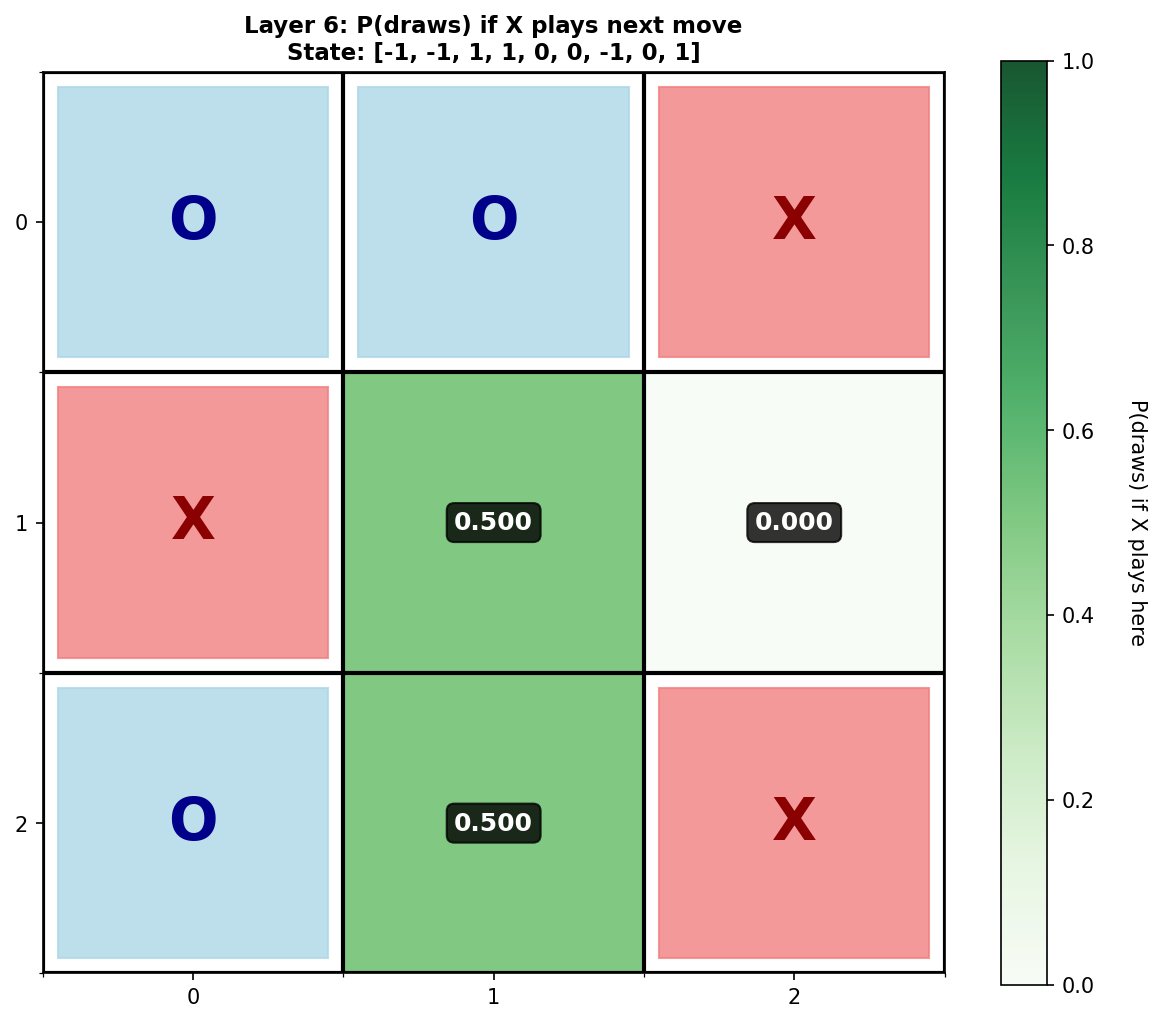 Layer 6: P(draws) if X plays next move
State: [-1, -1, 1, 1, 0, 0, -1, 0, 1]
0
O
O
X
1
X
0.500
0.000
2
O
0.500
X
0
1
2
1.0
0.8
0.6
0.4
0.2
0.0
P(draws) if X plays here